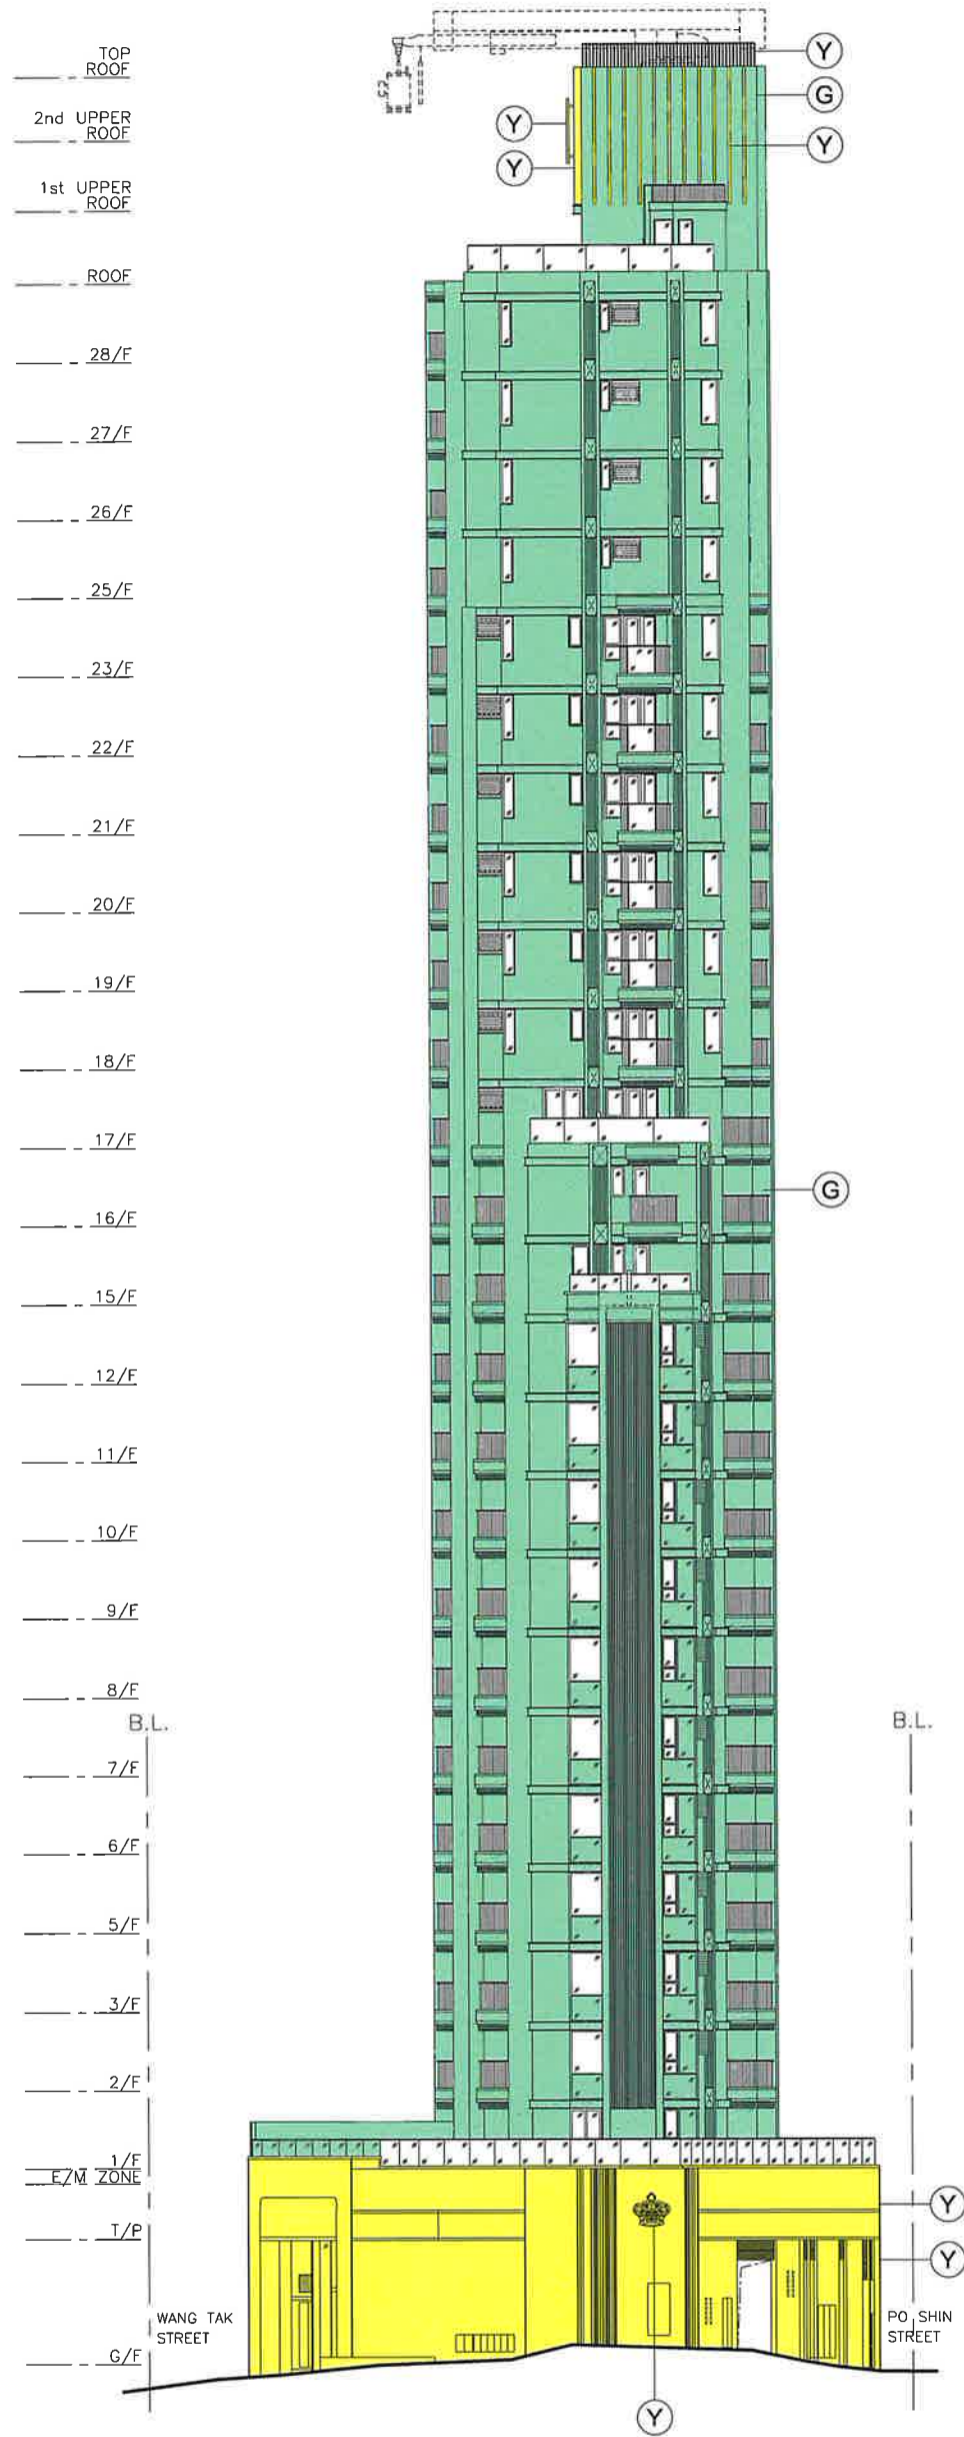 TOP
ROOF
Y
G
2nd UPPER
ROOF
Y
Y
Y
1st UPPER
ROOF
ROOF
28/F
27/F
26/F
25/F
23/F
22/F
21/F
20/F
19/F
18/F
17/F
G
16/F
15/F
12/F
11/F
10/F
9/F
8/F
B.L.
B.L.
7/F
6/F
5/F
3/F
2/F
1/F
E/M ZONE
Y
T/P
Y
WANG TAK
STREET
PO SHIN
STREET
G/F
Y